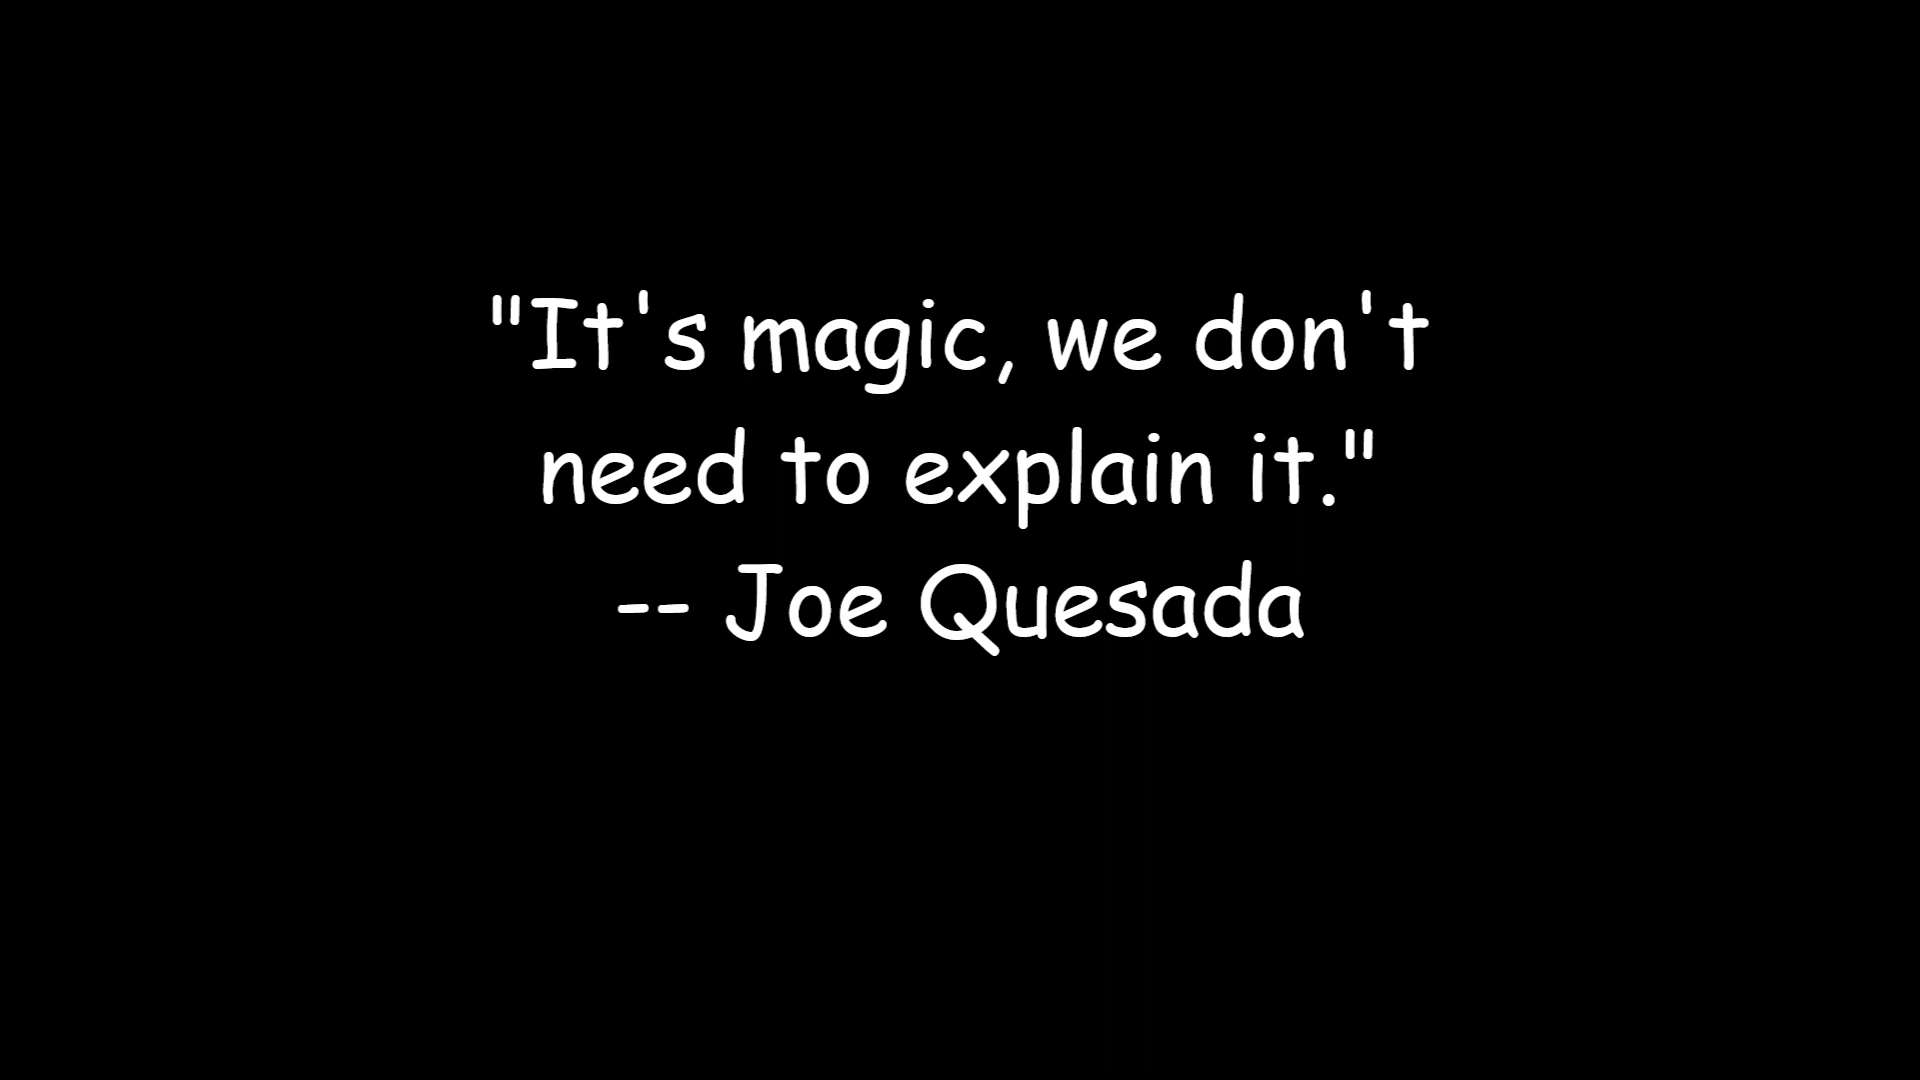 "It's magic, we don't
need to explain it."
-- Joe Quesada